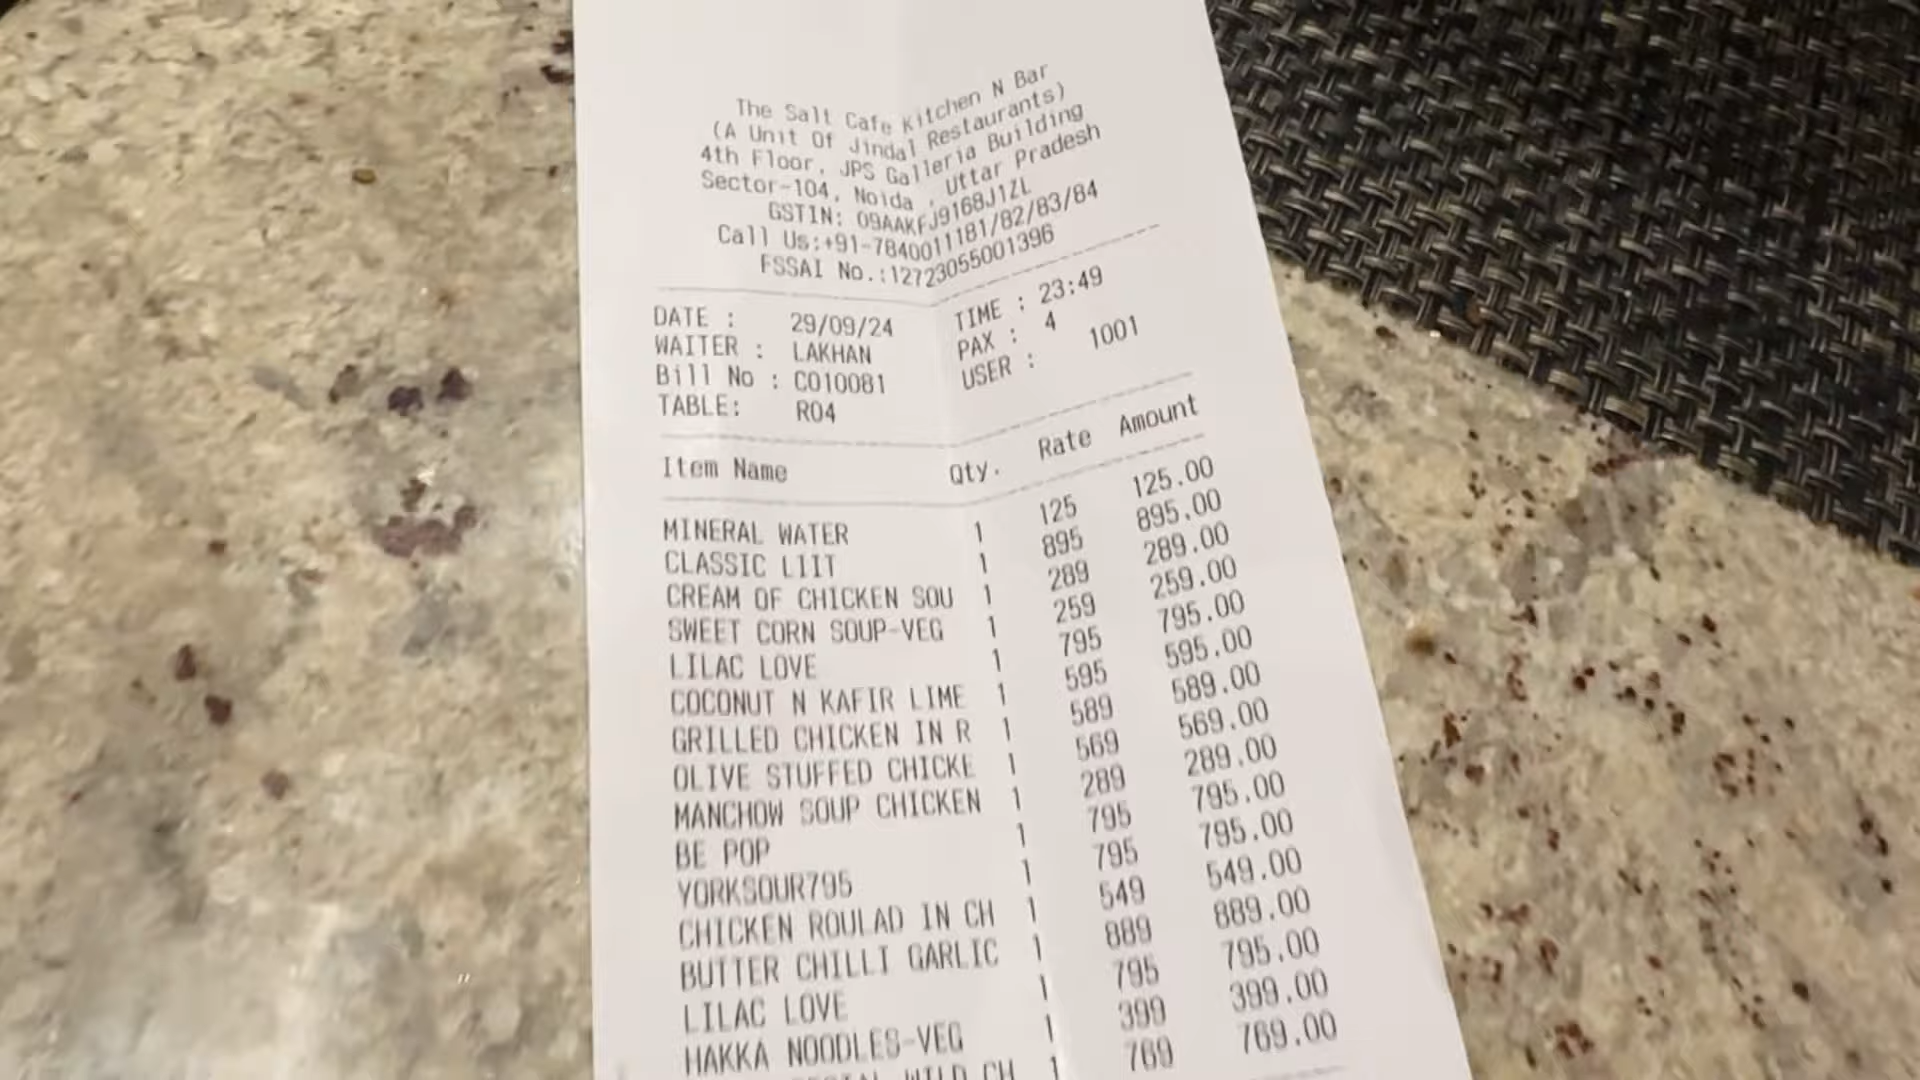 The Salt Cafe Kitchen N Bar
(A Unit Of Jindal Restaurants)
4th Floor, JPS Galleria Building
Sector-104, Noida , Uttar Pradesh
GSTIN: 09AAKFJ9168J1ZL
Call Us:+91-7840011181/82/83/84
FSSAI No.:12723055001396
DATE : 29/09/24 TIME : 23:49
WAITER : LAKHAN PAX : 4
Bill No : CO10081 USER : 1001
TABLE: R04
Item Name Qty. Rate Amount
MINERAL WATER 1 125 125.00
CLASSIC L1IT 1 895 895.00
CREAM OF CHICKEN SOU 1 289 289.00
SWEET CORN SOUP-VEG 1 259 259.00
LILAC LOVE 1 795 795.00
COCONUT N KAFIR LIME 1 595 595.00
GRILLED CHICKEN IN R 1 589 589.00
OLIVE STUFFED CHICKE 1 569 569.00
MANCHOW SOUP CHICKEN 1 289 289.00
BE POP 1 795 795.00
YORKSOUR795 1 795 795.00
CHICKEN ROULAD IN CH 1 549 549.00
BUTTER CHILLI GARLIC 1 889 889.00
LILAC LOVE 1 795 795.00
HAKKA NOODLES-VEG 1 399 399.00
WILD CH 1 769 769.00